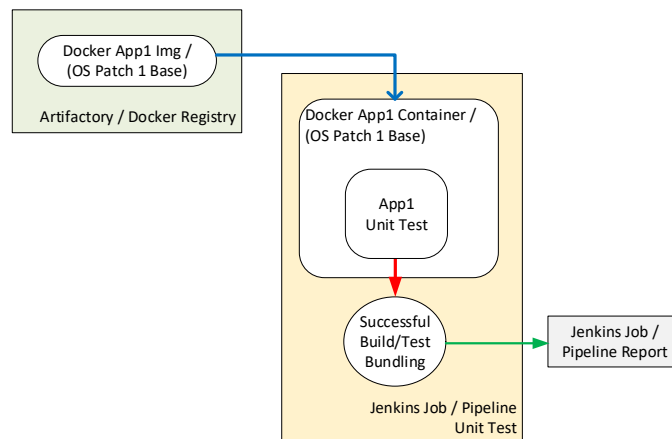 Docker App1 Img /
(OS Patch 1 Base)
Artifactory / Docker Registry
Docker App1 Container /
(OS Patch 1 Base)
App1
Unit Test
Successful
Build/Test
Bundling
Jenkins Job /
Pipeline Report
Jenkins Job / Pipeline
Unit Test